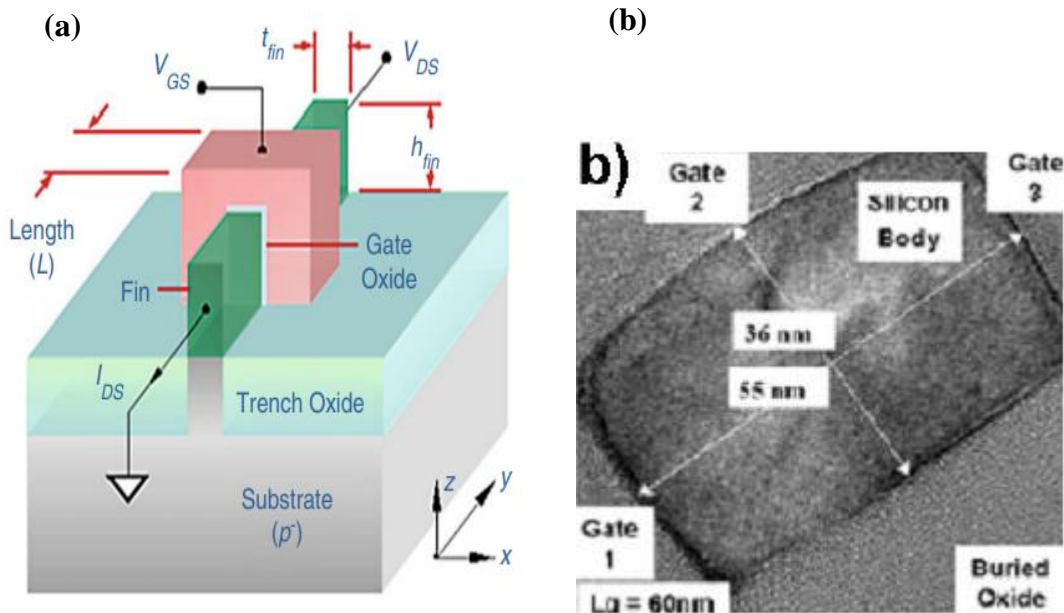 (a)
t_fin
V_DS
V_GS
h_fin
Length
(L)
Gate
Oxide
Fin
I_DS
Trench Oxide
Substrate
(p-)
z
y
x
(b)
b)
Gate
2
Gate
3
Silicon
Body
36 nm
55 nm
Gate
1
Lg = 60nm
Buried
Oxide